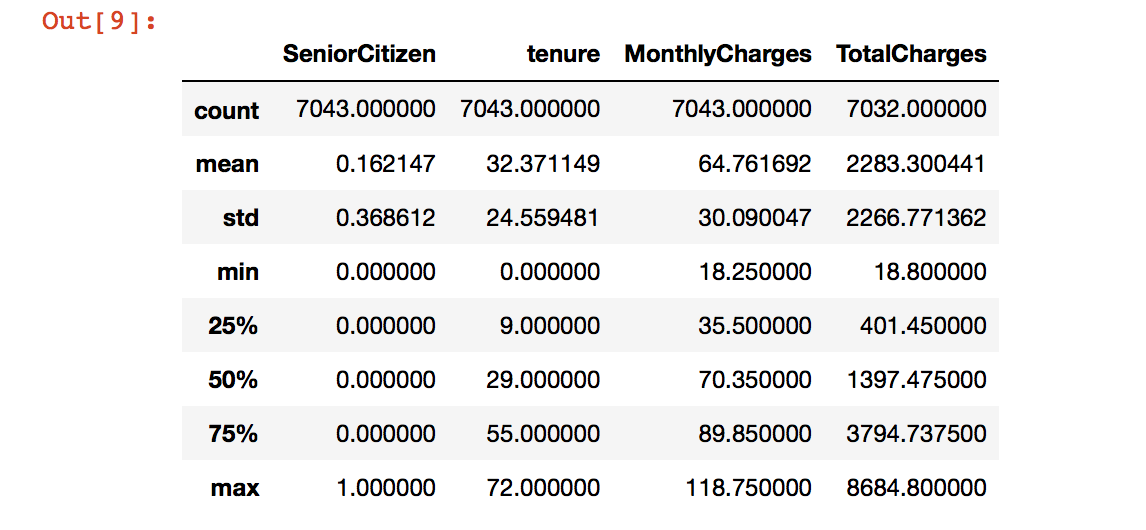 Out[9]:
SeniorCitizen tenure MonthlyCharges TotalCharges
count 7043.000000 7043.000000 7043.000000 7032.000000
mean 0.162147 32.371149 64.761692 2283.300441
std 0.368612 24.559481 30.090047 2266.771362
min 0.000000 0.000000 18.250000 18.800000
25% 0.000000 9.000000 35.500000 401.450000
50% 0.000000 29.000000 70.350000 1397.475000
75% 0.000000 55.000000 89.850000 3794.737500
max 1.000000 72.000000 118.750000 8684.800000